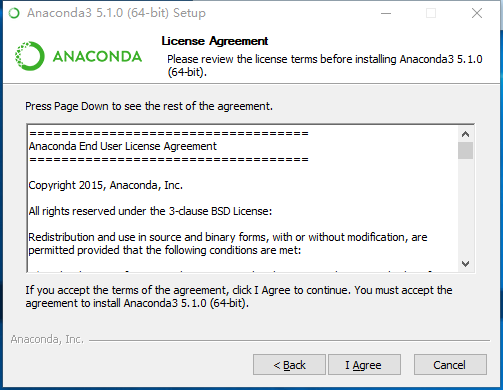 Anaconda3 5.1.0 (64-bit) Setup
ANACONDA
License Agreement
Please review the license terms before installing Anaconda3 5.1.0
(64-bit).
Press Page Down to see the rest of the agreement.
===================================
Anaconda End User License Agreement
===================================
Copyright 2015, Anaconda, Inc.
All rights reserved under the 3-clause BSD License:
Redistribution and use in source and binary forms, with or without modification, are
permitted provided that the following conditions are met:
If you accept the terms of the agreement, click I Agree to continue. You must accept the
agreement to install Anaconda3 5.1.0 (64-bit).
Anaconda, Inc.
< Back
I Agree
Cancel